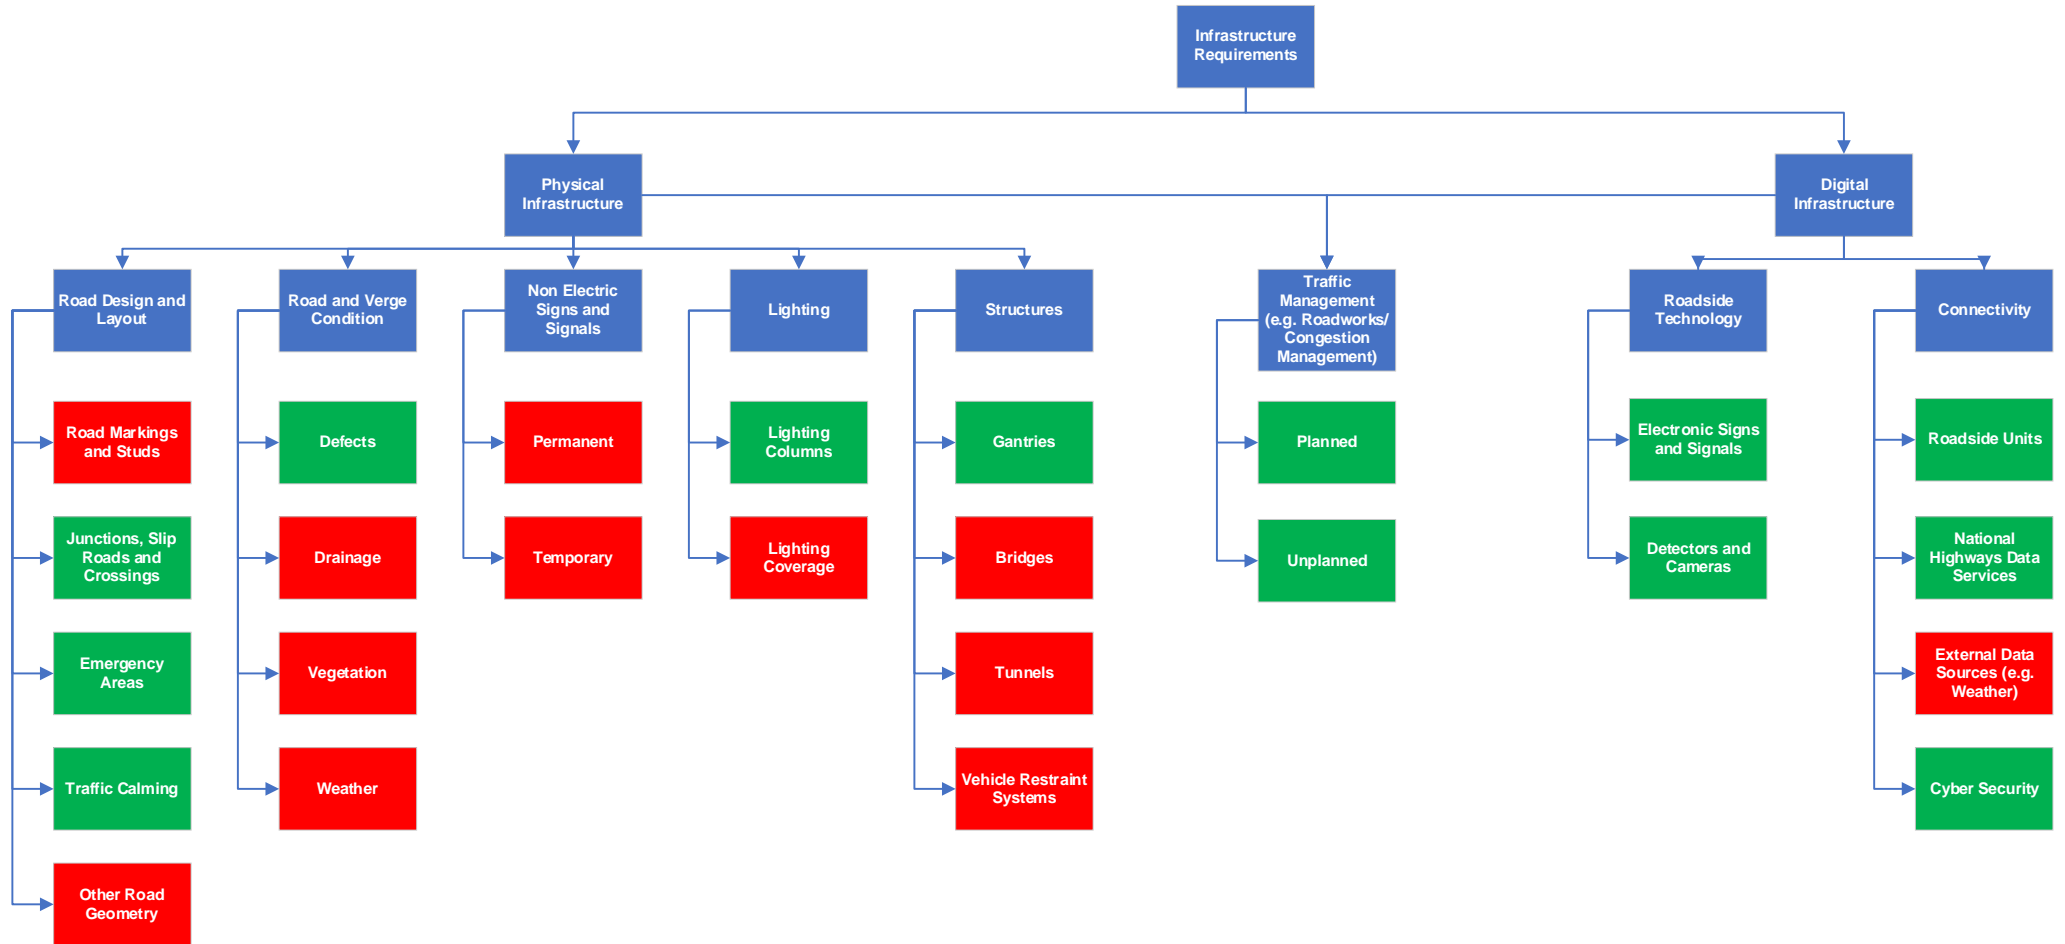 Infrastructure
Requirements
Physical
Infrastructure
Digital
Infrastructure
Road Design and
Layout
Road and Verge
Condition
Non Electric
Signs and
Signals
Lighting
Structures
Traffic
Management
(e.g. Roadworks/
Congestion
Management)
Roadside
Technology
Connectivity
Road Markings
and Studs
Defects
Permanent
Lighting
Columns
Gantries
Planned
Electronic Signs
and Signals
Roadside Units
Junctions, Slip
Roads and
Crossings
Drainage
Temporary
Lighting
Coverage
Bridges
Unplanned
Detectors and
Cameras
National
Highways Data
Services
Emergency
Areas
Vegetation
Tunnels
External Data
Sources (e.g.
Weather)
Traffic Calming
Weather
Vehicle Restraint
Systems
Cyber Security
Other Road
Geometry